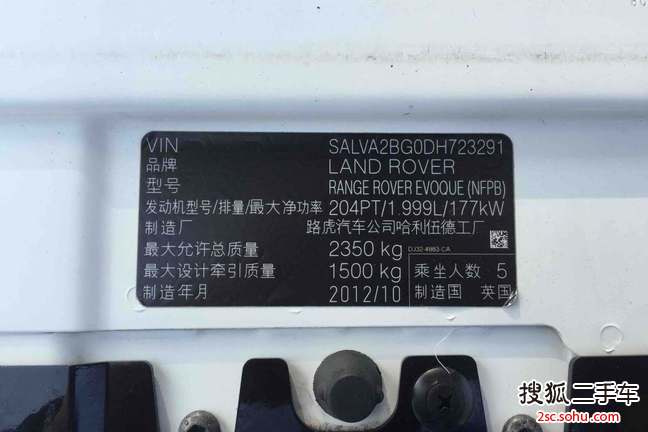 VIN SALVA2BG0DH723291
品牌 LAND ROVER
型号 RANGE ROVER EVOQUE (NFPB)
发动机型号/排量/最大净功率 204PT/1.999L/177kW
制造厂 路虎汽车公司哈利伍德工厂
最大允许总质量 2350 kg DJ32-4863-CA
最大设计牵引质量 1500 kg 乘坐人数 5
制造年月 2012/10 制造国 英国
搜狐二手车
2sc.sohu.com